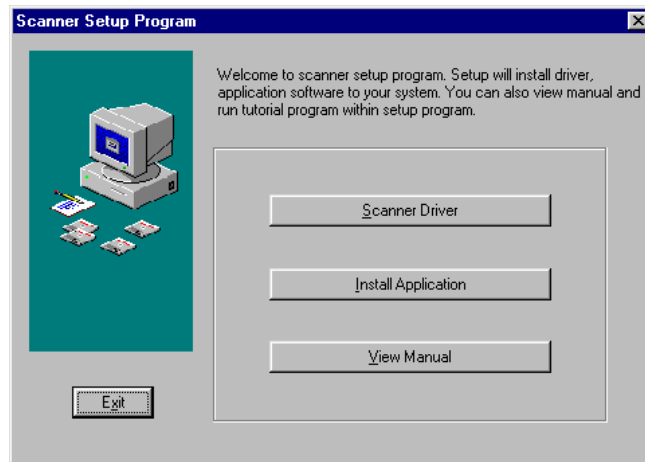 Scanner Setup Program
Welcome to scanner setup program. Setup will install driver,
application software to your system. You can also view manual and
run tutorial program within setup program.
Scanner Driver
Install Application
View Manual
Exit